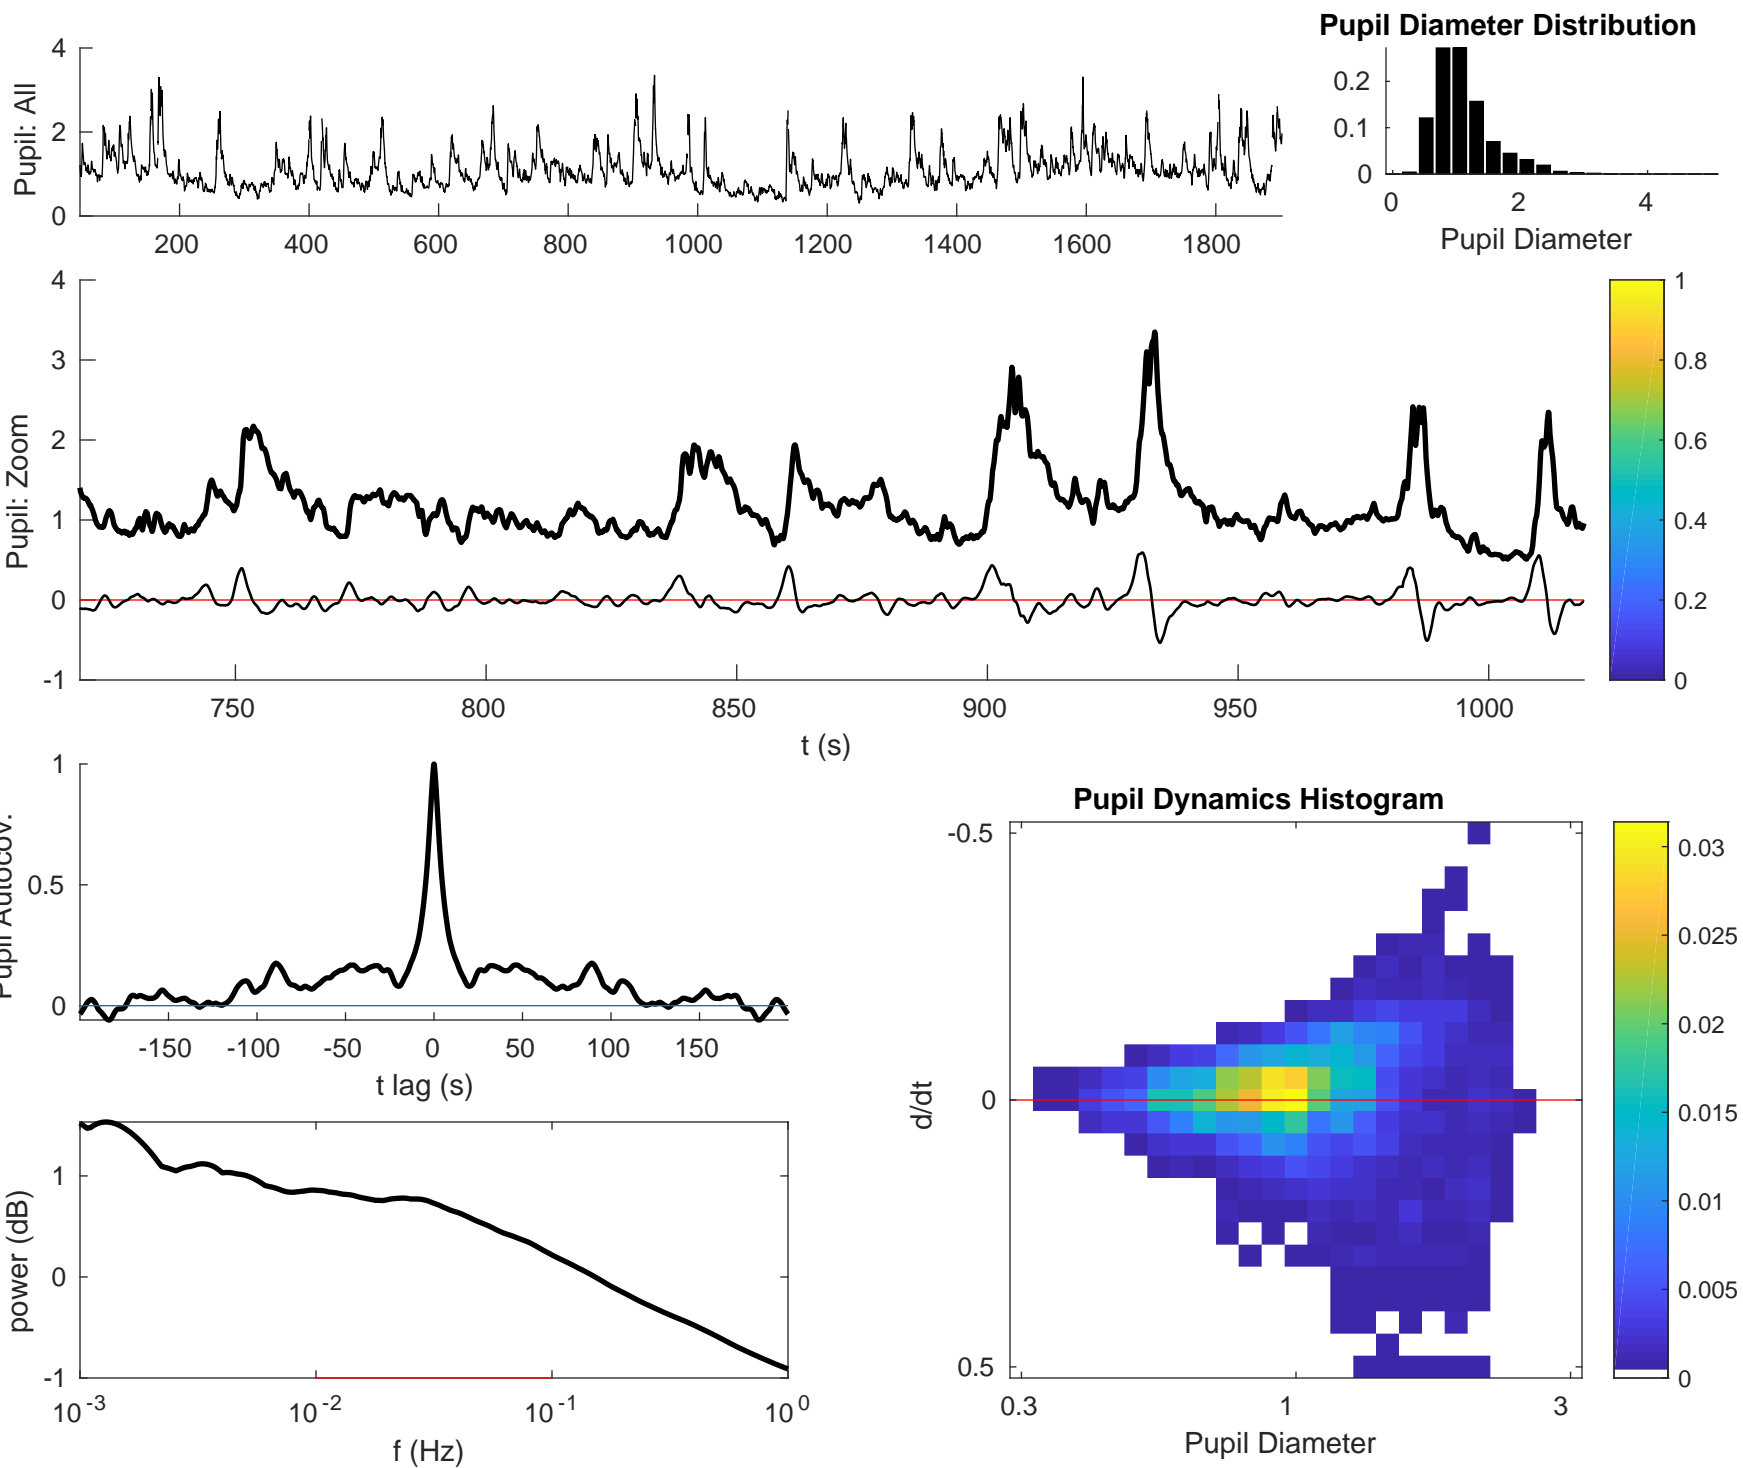 Pupil Diameter Distribution
4
2
0
Pupil: All
200 400 600 800 1000 1200 1400 1600 1800
0.2
0.1
0
0 2 4
Pupil Diameter
4
3
2
1
0
-1
Pupil: Zoom
750 800 850 900 950 1000
t (s)
1
0.8
0.6
0.4
0.2
0
1
0.5
0
Pupil Autocov.
-150 -100 -50 0 50 100 150
t lag (s)
1
0
-1
power (dB)
10^-3 10^-2 10^-1 10^0
f (Hz)
Pupil Dynamics Histogram
-0.5
0
0.5
d/dt
0.3 1 3
Pupil Diameter
0.03
0.025
0.02
0.015
0.01
0.005
0